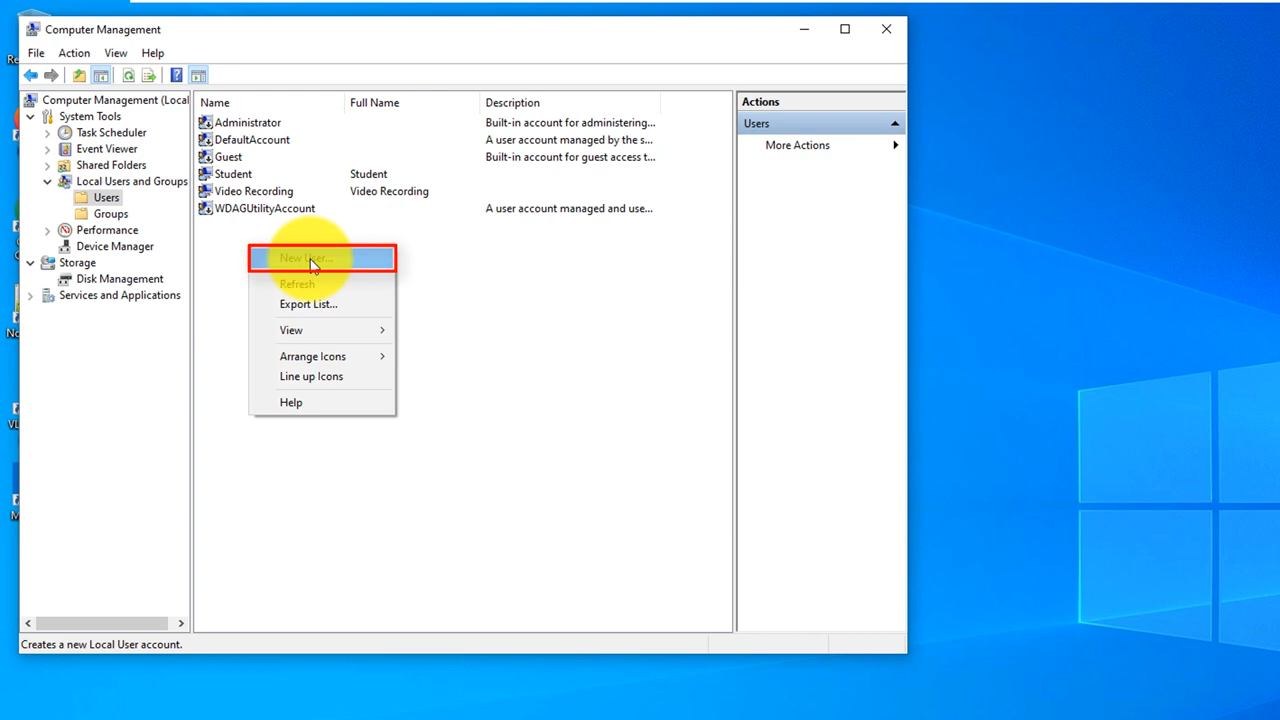 Computer Management
File Action View Help
Computer Management (Local
System Tools
Task Scheduler
Event Viewer
Shared Folders
Local Users and Groups
Users
Groups
Performance
Device Manager
Storage
Disk Management
Services and Applications
Name Full Name Description
Administrator Built-in account for administering...
DefaultAccount A user account managed by the s...
Guest Built-in account for guest access t...
Student Student
Video Recording Video Recording
WDAGUtilityAccount A user account managed and use...
New User...
Refresh
Export List...
View
Arrange Icons
Line up Icons
Help
Actions
Users
More Actions
Creates a new Local User account.